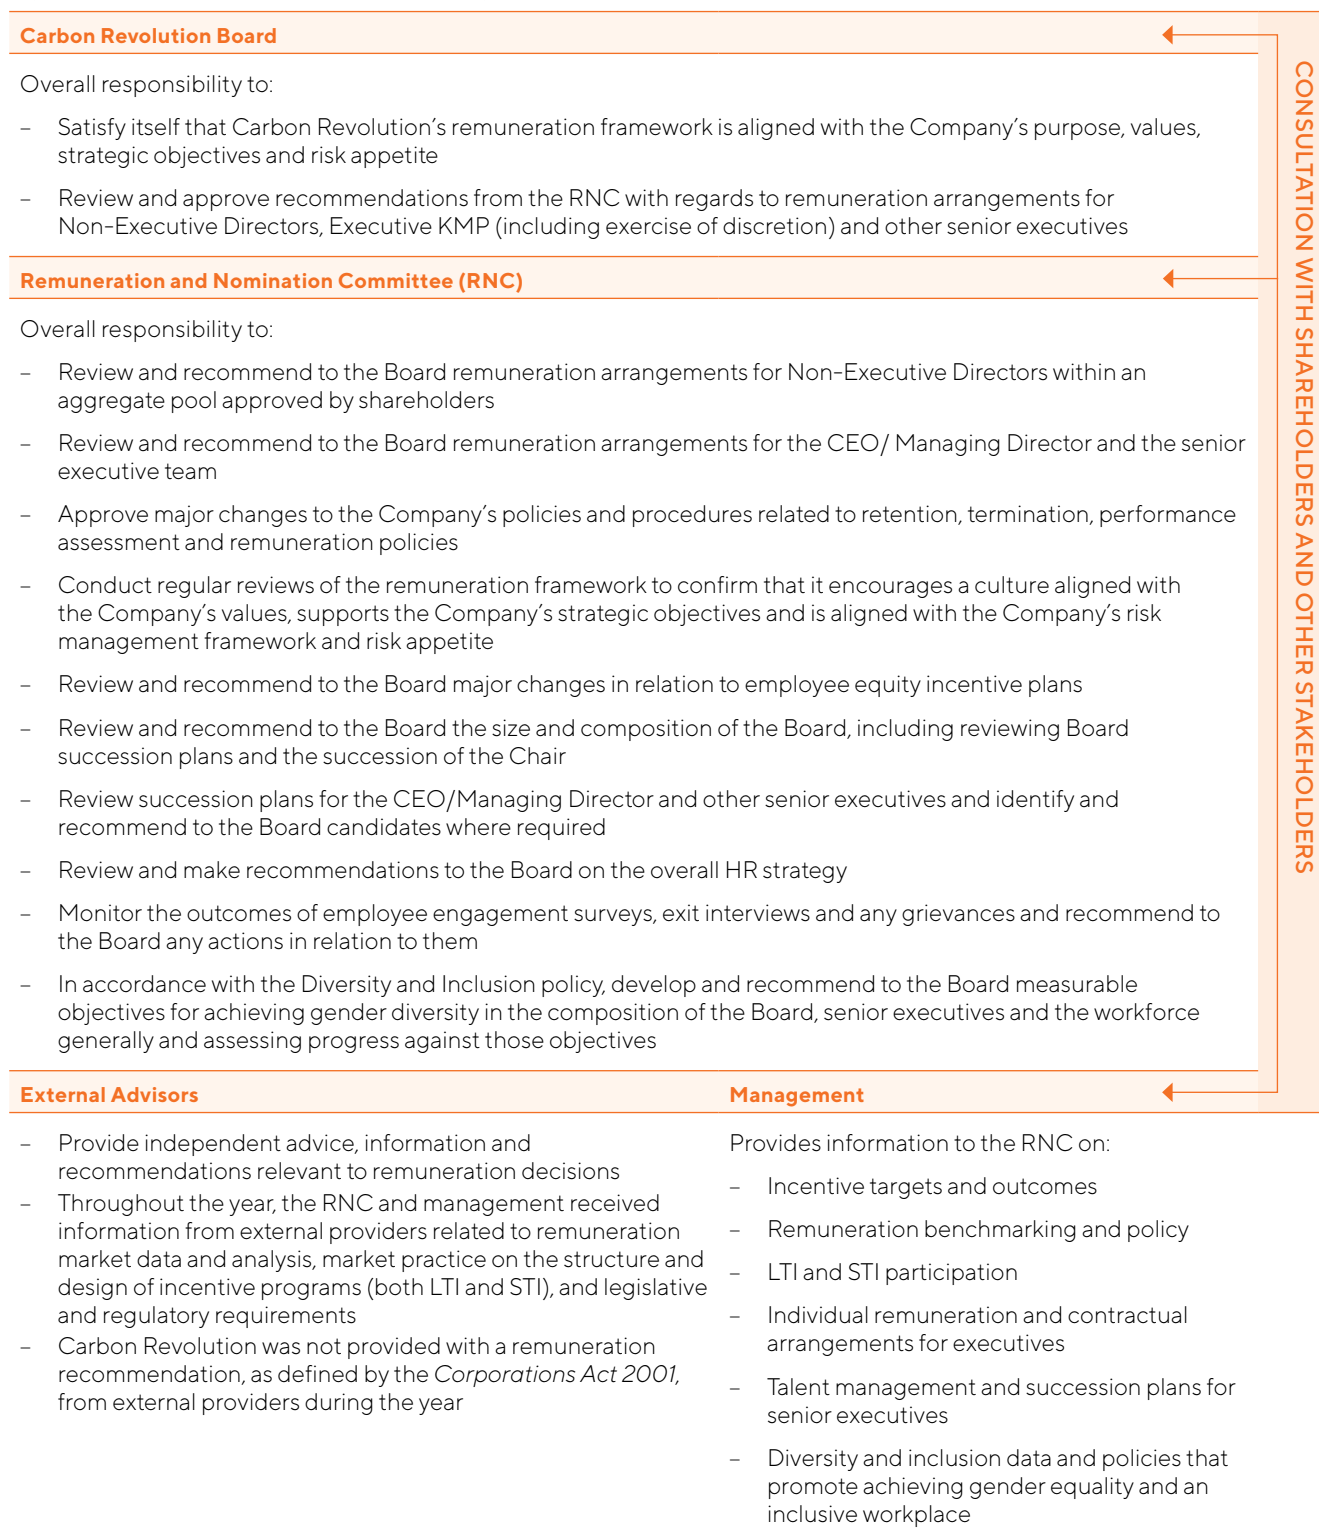 Carbon Revolution Board
Overall responsibility to:
– Satisfy itself that Carbon Revolution's remuneration framework is aligned with the Company's purpose, values,
strategic objectives and risk appetite
– Review and approve recommendations from the RNC with regards to remuneration arrangements for
Non-Executive Directors, Executive KMP (including exercise of discretion) and other senior executives
Remuneration and Nomination Committee (RNC)
Overall responsibility to:
– Review and recommend to the Board remuneration arrangements for Non-Executive Directors within an
aggregate pool approved by shareholders
– Review and recommend to the Board remuneration arrangements for the CEO/ Managing Director and the senior
executive team
– Approve major changes to the Company's policies and procedures related to retention, termination, performance
assessment and remuneration policies
– Conduct regular reviews of the remuneration framework to confirm that it encourages a culture aligned with
the Company's values, supports the Company's strategic objectives and is aligned with the Company's risk
management framework and risk appetite
– Review and recommend to the Board major changes in relation to employee equity incentive plans
– Review and recommend to the Board the size and composition of the Board, including reviewing Board
succession plans and the succession of the Chair
– Review succession plans for the CEO/Managing Director and other senior executives and identify and
recommend to the Board candidates where required
– Review and make recommendations to the Board on the overall HR strategy
– Monitor the outcomes of employee engagement surveys, exit interviews and any grievances and recommend to
the Board any actions in relation to them
– In accordance with the Diversity and Inclusion policy, develop and recommend to the Board measurable
objectives for achieving gender diversity in the composition of the Board, senior executives and the workforce
generally and assessing progress against those objectives
External Advisors
– Provide independent advice, information and
recommendations relevant to remuneration decisions
– Throughout the year, the RNC and management received
information from external providers related to remuneration
market data and analysis, market practice on the structure and
design of incentive programs (both LTI and STI), and legislative
and regulatory requirements
– Carbon Revolution was not provided with a remuneration
recommendation, as defined by the Corporations Act 2001,
from external providers during the year
Management
Provides information to the RNC on:
– Incentive targets and outcomes
– Remuneration benchmarking and policy
– LTI and STI participation
– Individual remuneration and contractual
arrangements for executives
– Talent management and succession plans for
senior executives
– Diversity and inclusion data and policies that
promote achieving gender equality and an
inclusive workplace
CONSULTATION WITH SHAREHOLDERS AND OTHER STAKEHOLDERS